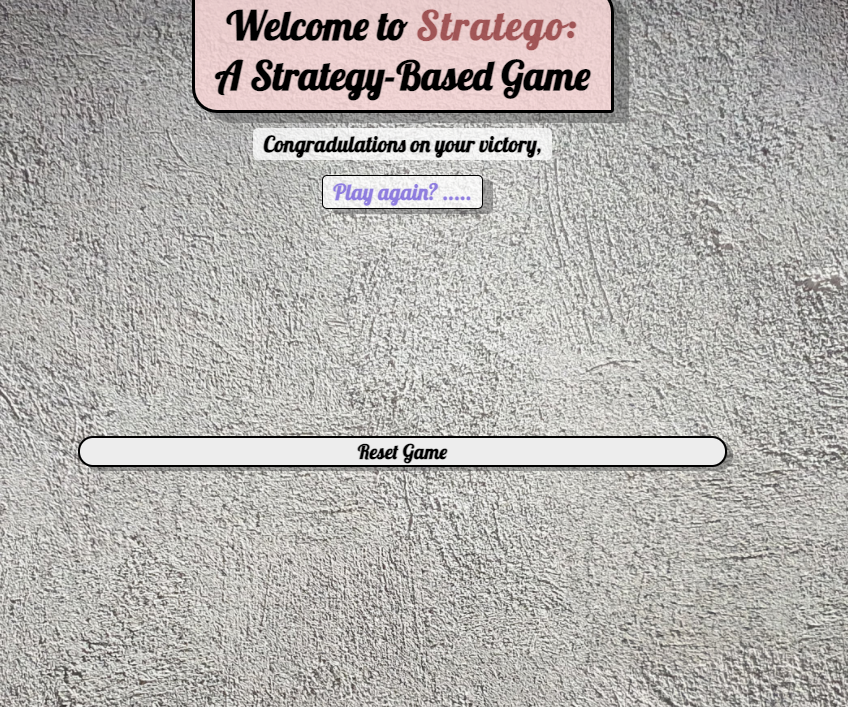 Welcome to Stratego:
A Strategy-Based Game
Congradulations on your victory,
Play again? .....
Reset Game